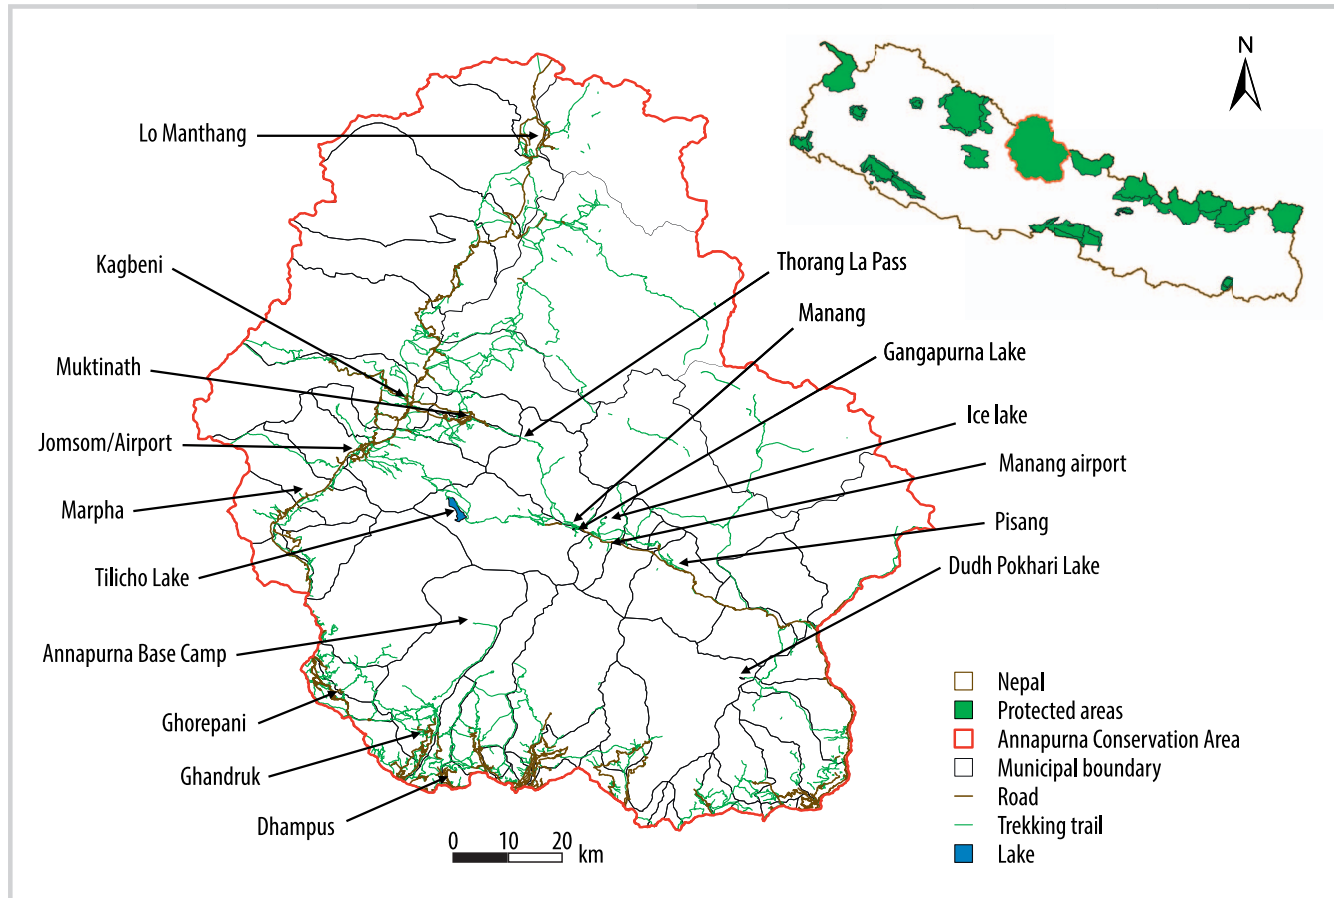 N
Lo Manthang
Kagbeni
Muktinath
Jomsom/Airport
Marpha
Tilicho Lake
Annapurna Base Camp
Ghorepani
Ghandruk
Dhampus
Thorang La Pass
Manang
Gangapurna Lake
Ice lake
Manang airport
Pisang
Dudh Pokhari Lake
Nepal
Protected areas
Annapurna Conservation Area
Municipal boundary
Road
Trekking trail
Lake
0 10 20
km